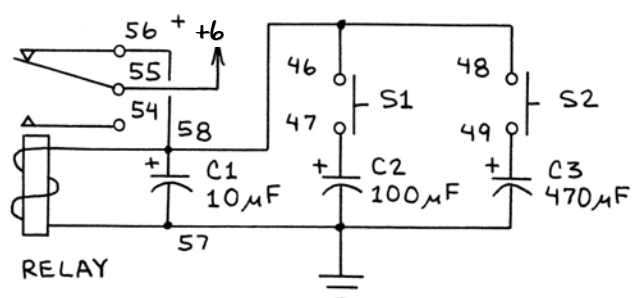 56 + +6
55
54
58
+ C1
10µF
57
RELAY
46
47
S1
+ C2
100µF
48
49
S2
+ C3
470µF